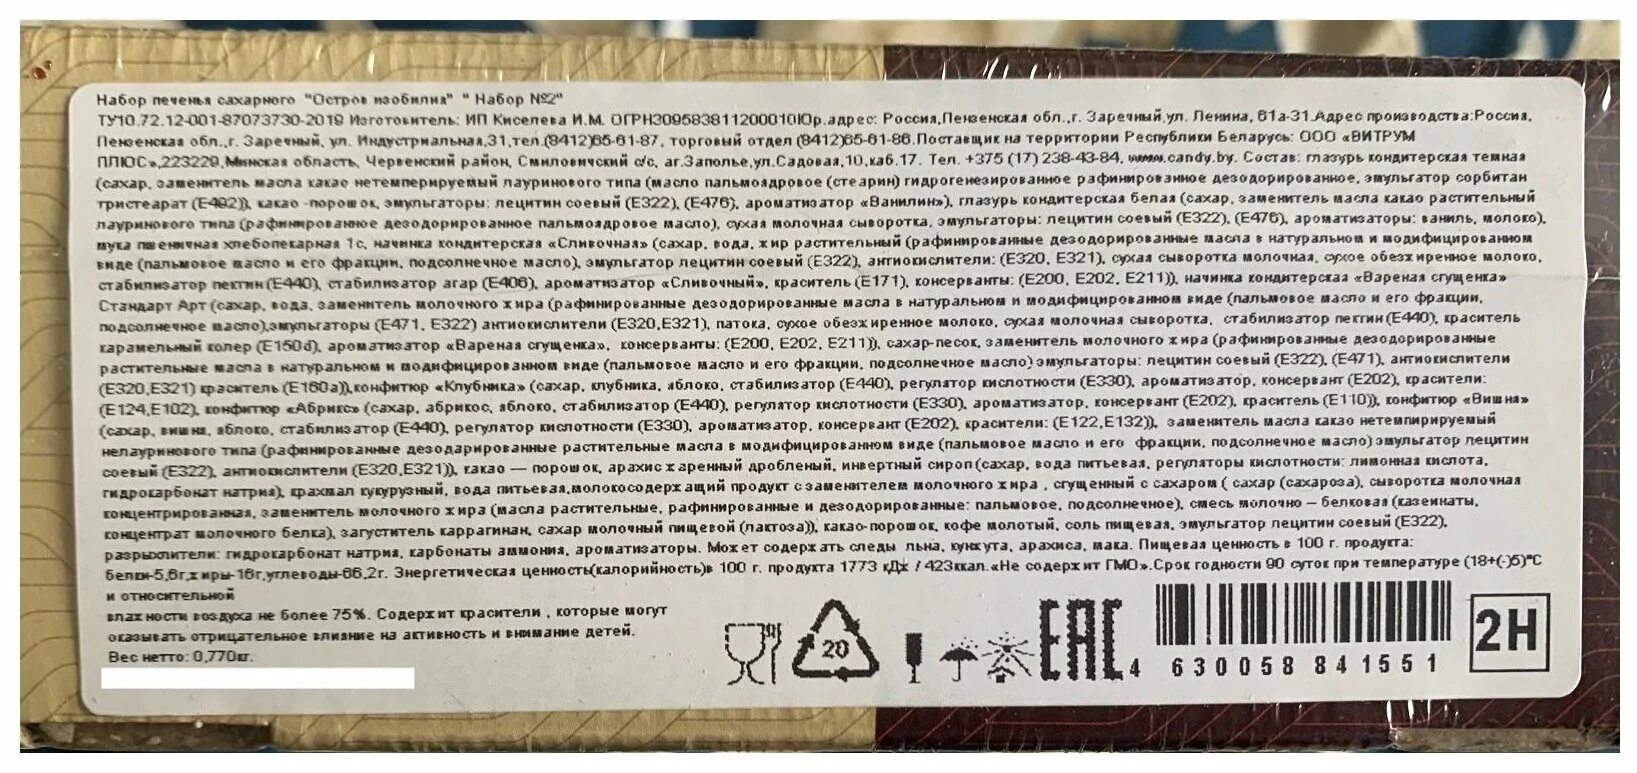 Набор печенья сахарного "Остров изобилия" " Набор №2"
ТУ10.72.12-001-87073730-2019 Изготовитель: ИП Киселева И.М. ОГРН309583811200010Юр.адрес: Россия,Пензенская обл.,г. Заречный,ул. Ленина, 61а-31.Адрес производства:Россия,
Пензенская обл.,г. Заречный, ул. Индустриальная,31,тел.(8412)65-61-87, торговый отдел (8412)65-61-86.Поставщик на территории Республики Беларусь: ООО «ВИТРУМ
ПЛЮС»,223229,Минская область, Червенский район, Смиловичский с/с, аг.Заполье,ул.Садовая,10,каб.17. Тел. +375 (17) 238-43-84, www.candy.by. Состав: глазурь кондитерская темная
(сахар, заменитель масла какао нетемперируемый лауринового типа (масло пальмоядровое (стеарин) гидрогенезированное рафинированное дезодорированное, эмульгатор сорбитан
тристеарат (Е492)), какао -порошок, эмульгаторы: лецитин соевый (Е322), (Е476), ароматизатор «Ванилин»), глазурь кондитерская белая (сахар, заменитель масла какао растительный
лауринового типа (рафинированное дезодорированное пальмоядровое масло), сухая молочная сыворотка, эмульгаторы: лецитин соевый (Е322), (Е476), ароматизаторы: ваниль, молоко),
мука пшеничная хлебопекарная 1с, начинка кондитерская «Сливочная» (сахар, вода, жир растительный (рафинированные дезодорированные масла в натуральном и модифицированном
виде (пальмовое масло и его фракции, подсолнечное масло), эмульгатор лецитин соевый (Е322), антиокислители: (Е320, Е321), сухая сыворотка молочная, сухое обезжиренное молоко,
стабилизатор пектин (Е440), стабилизатор агар (Е406), ароматизатор «Сливочный», краситель (Е171), консерванты: (Е200, Е202, Е211)), начинка кондитерская «Вареная сгущенка»
Стандарт Арт (сахар, вода, заменитель молочного жира (рафинированные дезодорированные масла в натуральном и модифицированном виде (пальмовое масло и его фракции,
подсолнечное масло),эмульгаторы (Е471, Е322) антиокислители (Е320,Е321), патока, сухое обезжиренное молоко, сухая молочная сыворотка, стабилизатор пектин (Е440), краситель
карамельный колер (Е150d), ароматизатор «Вареная сгущенка», консерванты: (Е200, Е202, Е211)), сахар-песок, заменитель молочного жира (рафинированные дезодорированные
растительные масла в натуральном и модифицированном виде (пальмовое масло и его фракции, подсолнечное масло) эмульгаторы: лецитин соевый (Е322), (Е471), антиокислители
(Е320,Е321) краситель (Е160а)),конфитюр «Клубника» (сахар, клубника, яблоко, стабилизатор (Е440), регулятор кислотности (Е330), ароматизатор, консервант (Е202), красители:
(Е124,Е102), конфитюр «Абрикс» (сахар, абрикос, яблоко, стабилизатор (Е440), регулятор кислотности (Е330), ароматизатор, консервант (Е202), краситель (Е110)), конфитюр «Вишня»
(сахар, вишня, яблоко, стабилизатор (Е440), регулятор кислотности (Е330), ароматизатор, консервант (Е202), красители: (Е122,Е132)), заменитель масла какао нетемпирируемый
нелауринового типа (рафинированные дезодарированные растительные масла в модифицированном виде (пальмовое масло и его фракции, подсолнечное масло) эмульгатор лецитин
соевый (Е322), антиокислители (Е320,Е321)), какао — порошок, арахис жаренный дробленый, инвертный сироп (сахар, вода питьевая, регуляторы кислотности: лимонная кислота,
гидрокарбонат натрия), крахмал кукурузный, вода питьевая,молокосодержащий продукт с заменителем молочного жира , сгущенный с сахаром ( сахар (сахароза), сыворотка молочная
концентрированная, заменитель молочного жира (масла растительные, рафинированные и дезодорированные: пальмовое, подсолнечное), смесь молочно – белковая (казеинаты,
концентрат молочного белка), загуститель каррагинан, сахар молочный пищевой (лактоза)), какао-порошок, кофе молотый, соль пищевая, эмульгатор лецитин соевый (Е322),
разрыхлители: гидрокарбонат натрия, карбонаты аммония, ароматизаторы. Может содержать следы льна, кунжута, арахиса, мака. Пищевая ценность в 100 г. продукта:
белки-5,6г,жиры-16г,углеводы-66,2г. Энергетическая ценность(калорийность)в 100 г. продукта 1773 кДж / 423ккал.«Не содержит ГМО».Срок годности 90 суток при температуре (18+(-)5)°С
и относительной
влажности воздуха не более 75%. Содержит красители , которые могут
оказывать отрицательное влияние на активность и внимание детей.
Вес нетто: 0,770кг.
20
ЕАС
4 630058 841551
2Н